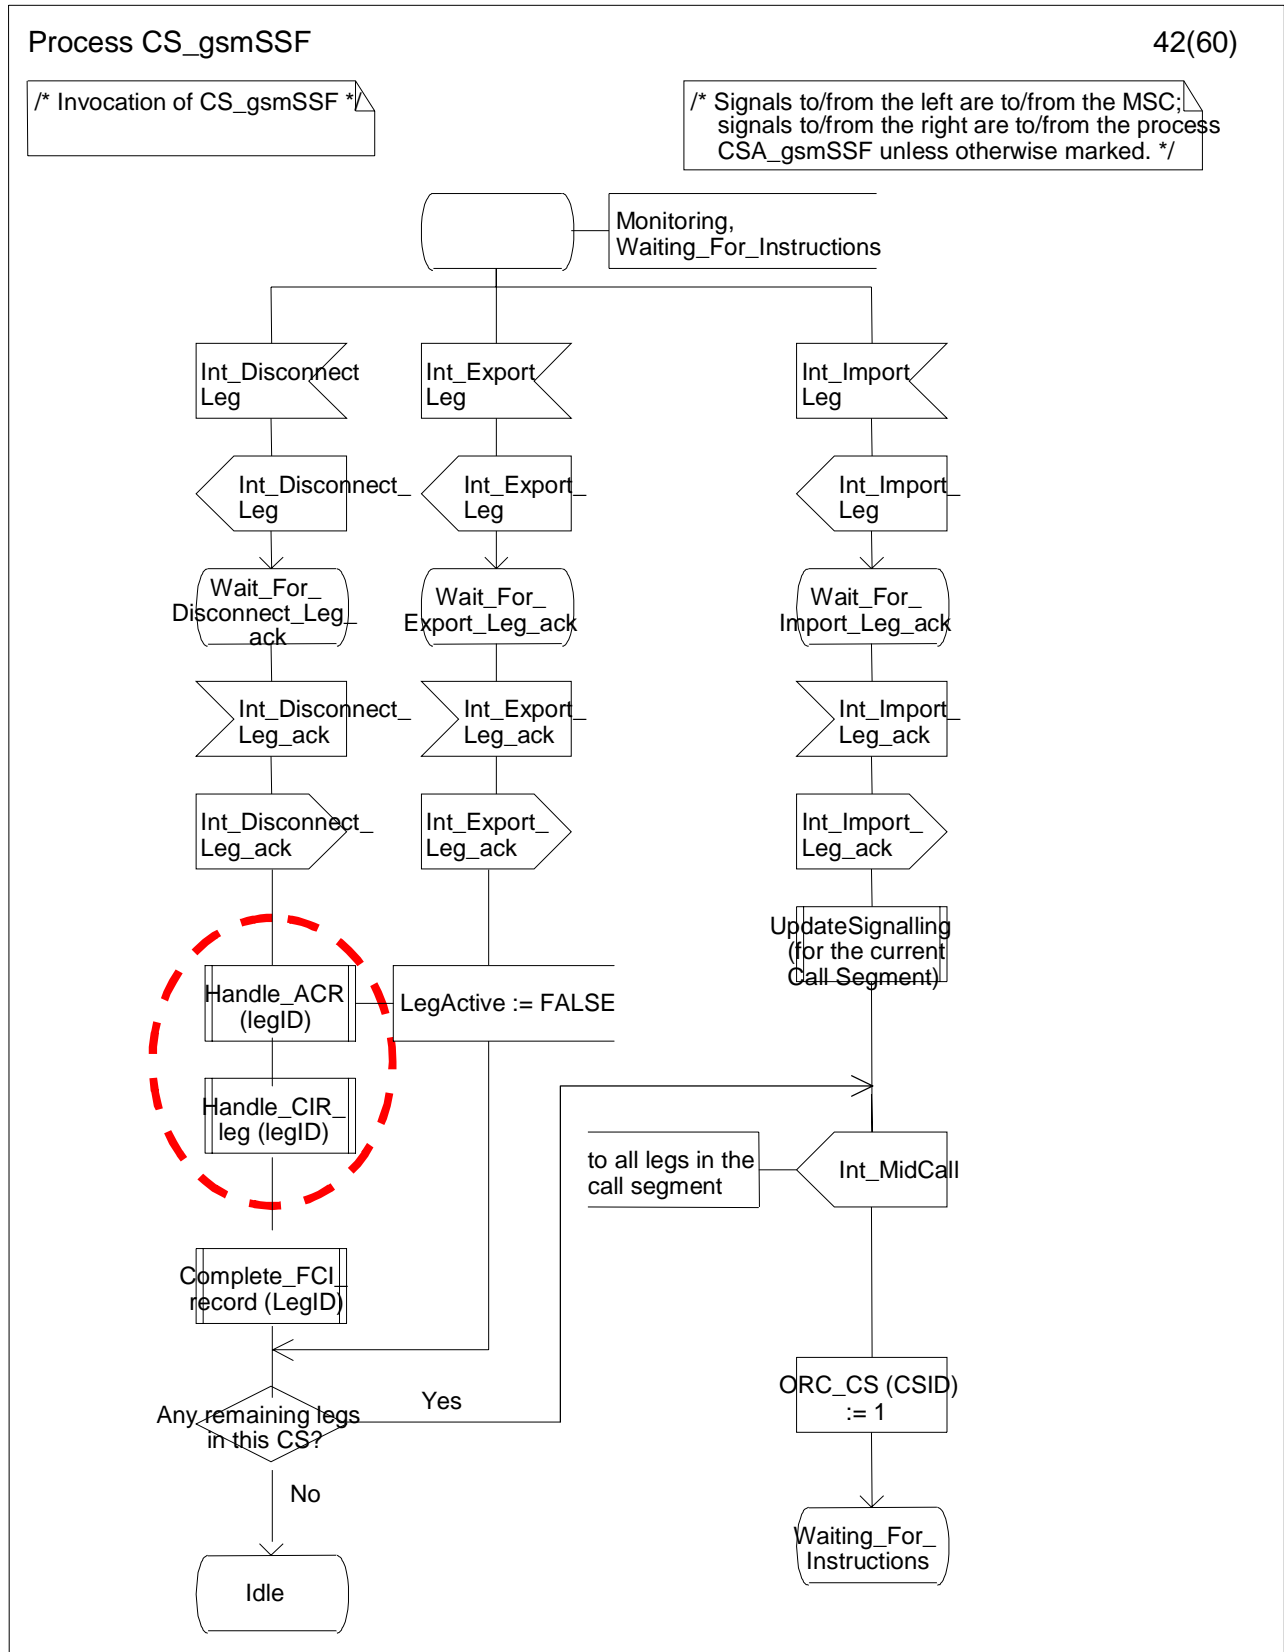 Process CS_gsmSSF
42(60)
/* Invocation of CS_gsmSSF */
/* Signals to/from the left are to/from the MSC;
signals to/from the right are to/from the process
CSA_gsmSSF unless otherwise marked. */
Monitoring,
Waiting_For_Instructions
Int_Disconnect
Leg
Int_Export
Leg
Int_Import
Leg
Int_Disconnect_
Leg
Int_Export_
Leg
Int_Import_
Leg
Wait_For_
Disconnect_Leg_
ack
Wait_For_
Export_Leg_ack
Wait_For_
Import_Leg_ack
Int_Disconnect_
Leg_ack
Int_Export_
Leg_ack
Int_Import_
Leg_ack
Int_Disconnect_
Leg_ack
Int_Export_
Leg_ack
Int_Import_
Leg_ack
UpdateSignalling
(for the current
Call Segment)
Handle_ACR
(legID)
LegActive := FALSE
Handle_CIR_
leg (legID)
to all legs in the
call segment
Int_MidCall
Complete_FCI_
record (LegID)
Any remaining legs
in this CS?
Yes
ORC_CS (CSID)
:= 1
No
Waiting_For_
Instructions
Idle